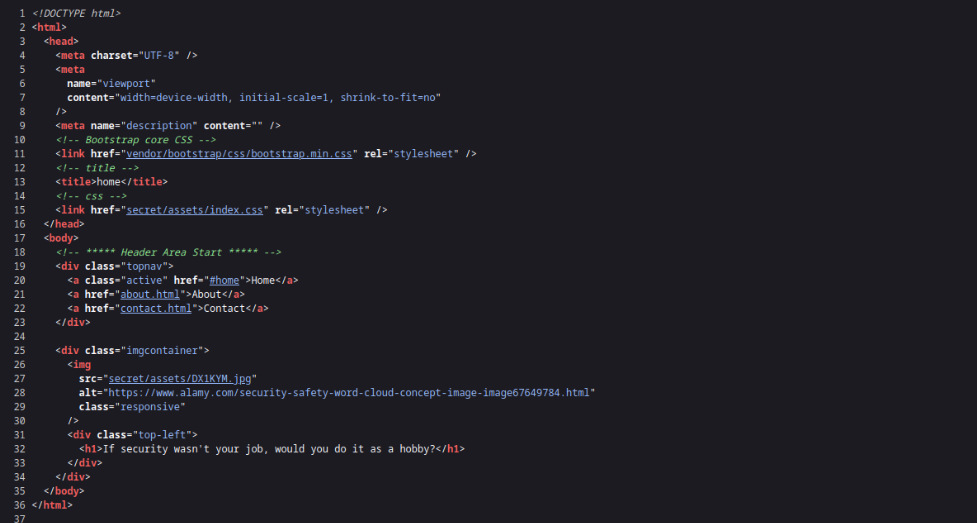 1 <!DOCTYPE html>
2 <html>
3   <head>
4     <meta charset="UTF-8" />
5     <meta
6       name="viewport"
7       content="width=device-width, initial-scale=1, shrink-to-fit=no"
8     />
9     <meta name="description" content="" />
10     <!-- Bootstrap core CSS -->
11     <link href="vendor/bootstrap/css/bootstrap.min.css" rel="stylesheet" />
12     <!-- title -->
13     <title>home</title>
14     <!-- css -->
15     <link href="secret/assets/index.css" rel="stylesheet" />
16   </head>
17   <body>
18     <!-- ***** Header Area Start ***** -->
19     <div class="topnav">
20       <a class="active" href="#home">Home</a>
21       <a href="about.html">About</a>
22       <a href="contact.html">Contact</a>
23     </div>
24
25     <div class="imgcontainer">
26       <img
27         src="secret/assets/DX1KYM.jpg"
28         alt="https://www.alamy.com/security-safety-word-cloud-concept-image-image67649784.html"
29         class="responsive"
30       />
31       <div class="top-left">
32         <h1>If security wasn't your job, would you do it as a hobby?</h1>
33       </div>
34     </div>
35   </body>
36 </html>
37